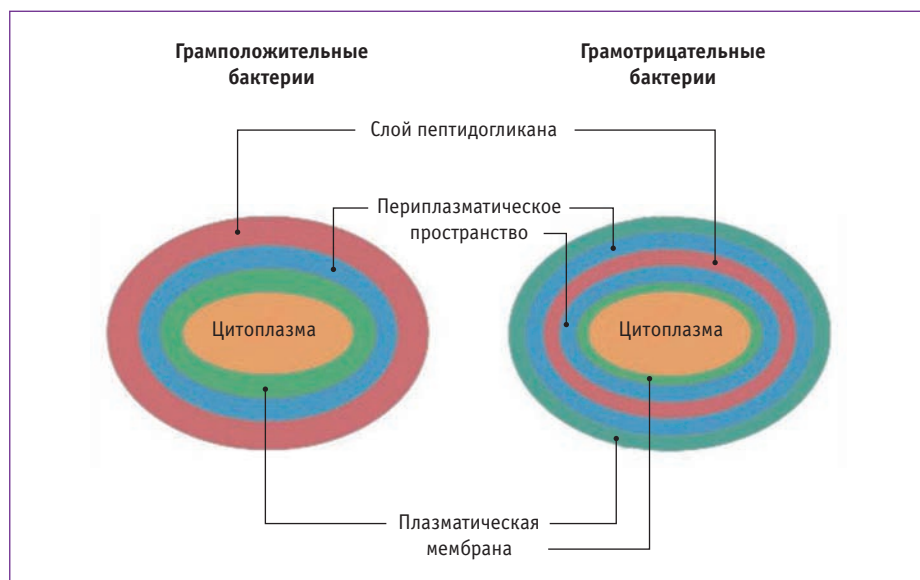 Грамположительные
бактерии
Грамотрицательные
бактерии
Слой пептидогликана
Периплазматическое
пространство
Цитоплазма
Цитоплазма
Плазматическая
мембрана